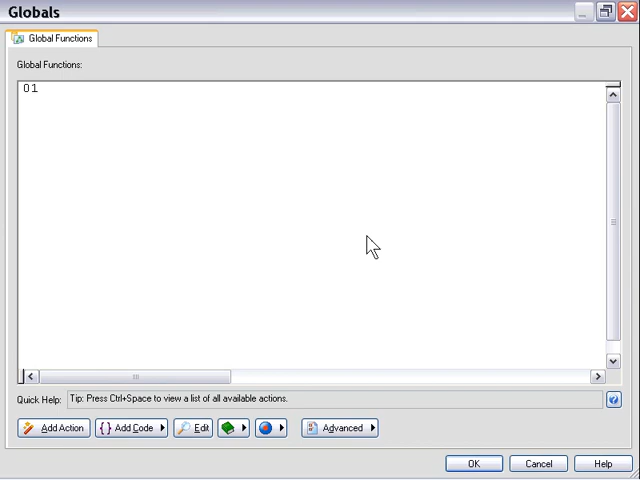 Globals
Global Functions
Global Functions:
01
Quick Help:
Tip: Press Ctrl+Space to view a list of all available actions.
Add Action
Add Code
Edit
Advanced
OK
Cancel
Help